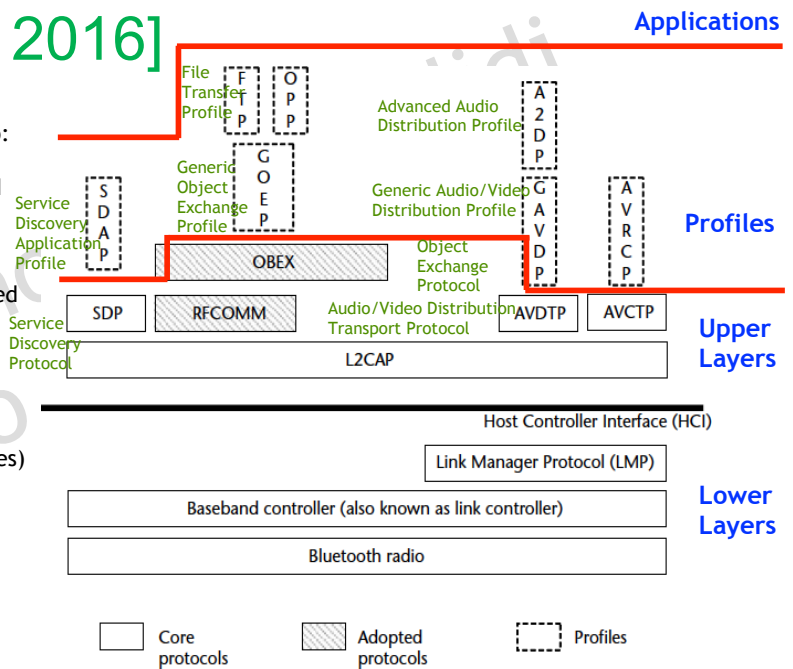 2016]
Applications
File
Transfer
Profile
F
T
P
O
P
P
Advanced Audio
Distribution Profile
A
2
D
P
Generic
Object
Exchange
Profile
G
O
E
P
Generic Audio/Video
Distribution Profile
G
A
V
D
P
A
V
R
C
P
Profiles
Service
Discovery
Application
Profile
S
D
A
P
OBEX
Object
Exchange
Protocol
ed
Service
Discovery
Protocol
SDP
RFCOMM
Audio/Video Distribution
Transport Protocol
AVDTP
AVCTP
Upper
Layers
L2CAP
Host Controller Interface (HCI)
es)
Link Manager Protocol (LMP)
Baseband controller (also known as link controller)
Lower
Layers
Bluetooth radio
Core
protocols
Adopted
protocols
Profiles